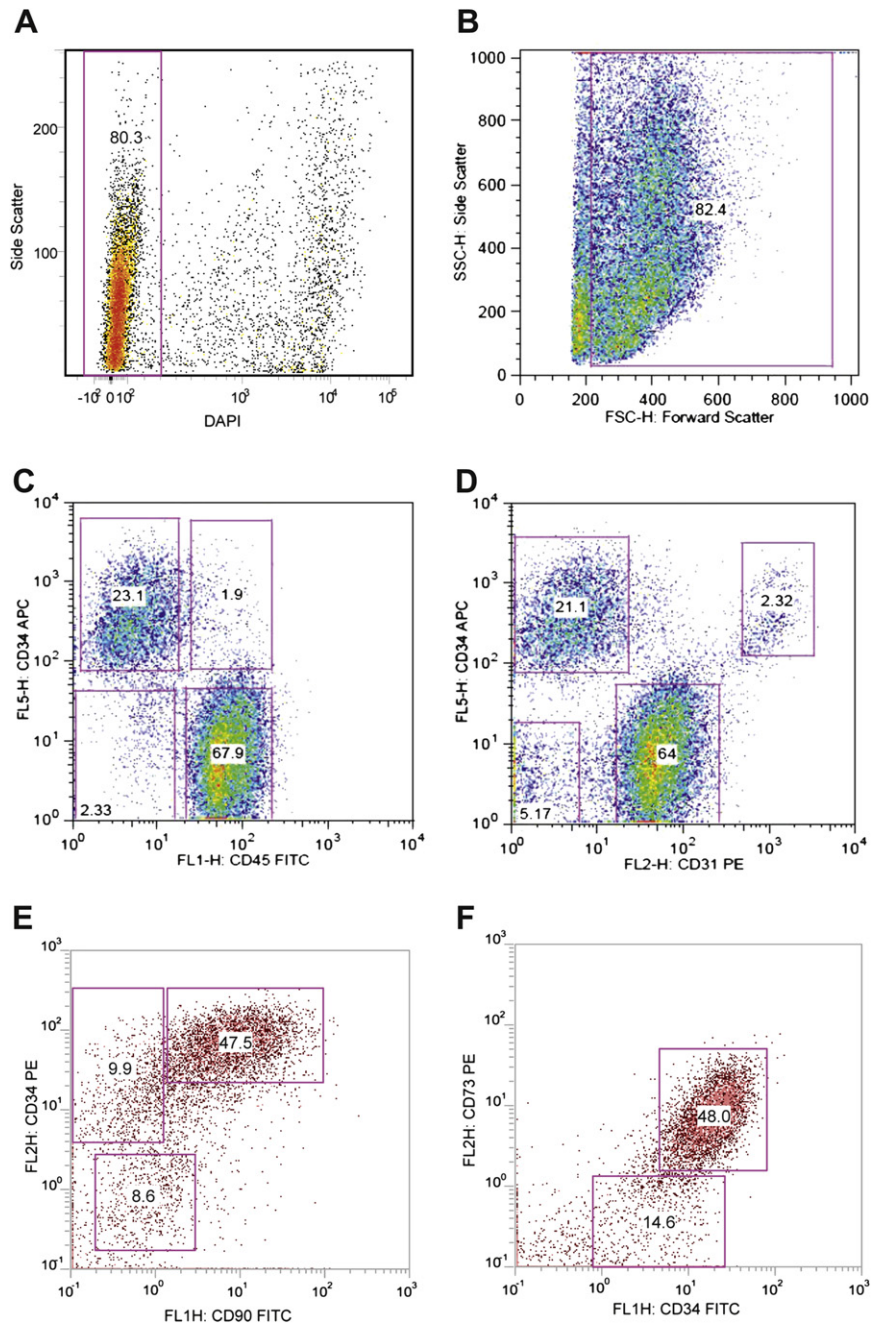 A
Side Scatter
200
100
80.3
-10² 0 10² 10³ 10⁴ 10⁵
DAPI
B
SSC-H: Side Scatter
1000
800
600
400
200
0
82.4
0 200 400 600 800 1000
FSC-H: Forward Scatter
C
FL5-H: CD34 APC
10⁴
10³
10²
10¹
10⁰
23.1
1.9
67.9
2.33
10⁰ 10¹ 10² 10³ 10⁴
FL1-H: CD45 FITC
D
FL5-H: CD34 APC
10⁴
10³
10²
10¹
10⁰
21.1
2.32
64
5.17
10⁰ 10¹ 10² 10³ 10⁴
FL2-H: CD31 PE
E
FL2H: CD34 PE
10³
10²
10¹
10⁰
10⁻¹
47.5
9.9
8.6
10⁻¹ 10⁰ 10¹ 10² 10³
FL1H: CD90 FITC
F
FL2H: CD73 PE
10³
10²
10¹
10⁰
10⁻¹
48.0
14.6
10⁻¹ 10⁰ 10¹ 10² 10³
FL1H: CD34 FITC